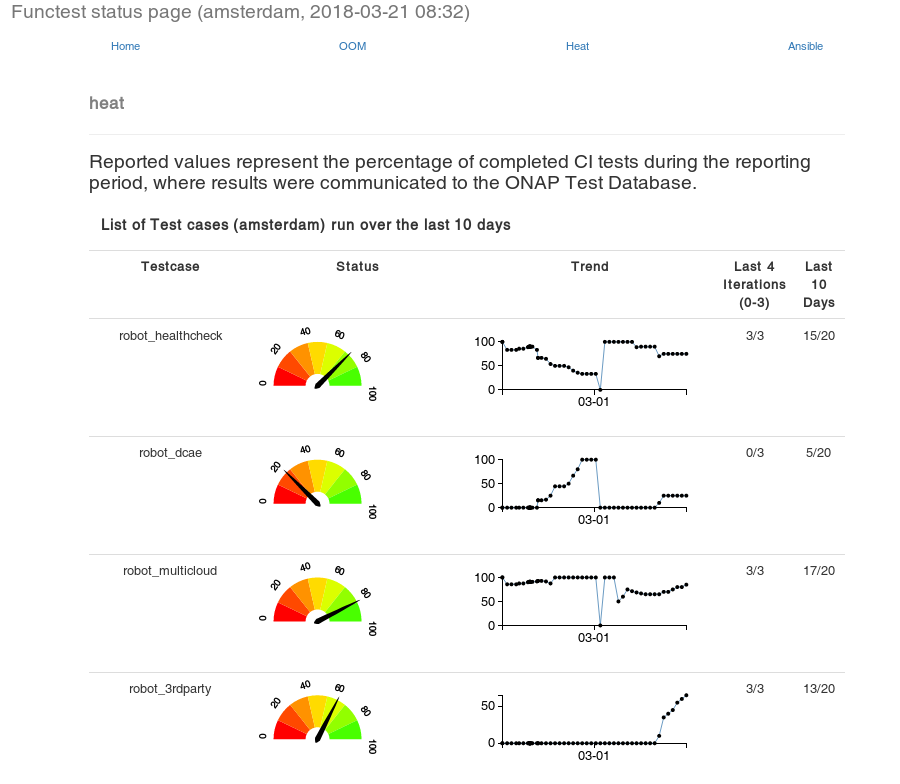 Functest status page (amsterdam, 2018-03-21 08:32)
Home OOM Heat Ansible
heat
Reported values represent the percentage of completed CI tests during the reporting
period, where results were communicated to the ONAP Test Database.
List of Test cases (amsterdam) run over the last 10 days
Testcase Status Trend Last 4 Iterations (0-3) Last 10 Days
robot_healthcheck 3/3 15/20
0 20 40 60 80 100
100
50
0
03-01
robot_dcae 0/3 5/20
0 20 40 60 80 100
100
50
0
03-01
robot_multicloud 3/3 17/20
0 20 40 60 80 100
100
50
0
03-01
robot_3rdparty 3/3 13/20
0 20 40 60 80 100
50
0
03-01